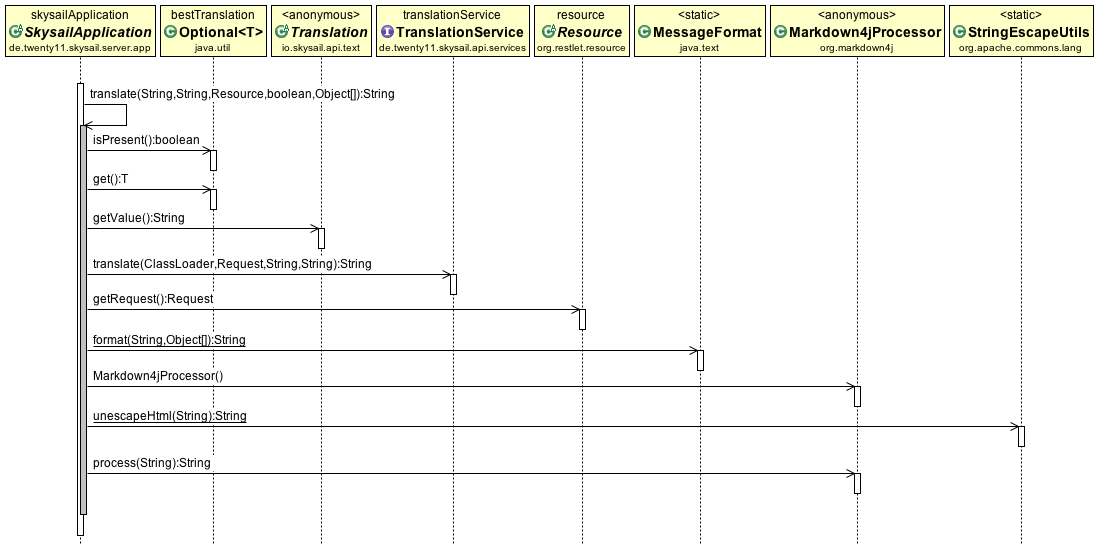 skysailApplication
SkysailApplication
de.twenty11.skysail.server.app
bestTranslation
Optional<T>
java.util
<anonymous>
Translation
io.skysail.api.text
translationService
TranslationService
de.twenty11.skysail.api.services
resource
Resource
org.restlet.resource
<static>
MessageFormat
java.text
<anonymous>
Markdown4jProcessor
org.markdown4j
<static>
StringEscapeUtils
org.apache.commons.lang
translate(String,String,Resource,boolean,Object[]):String
isPresent():boolean
get():T
getValue():String
translate(ClassLoader,Request,String,String):String
getRequest():Request
format(String,Object[]):String
Markdown4jProcessor()
unescapeHtml(String):String
process(String):String